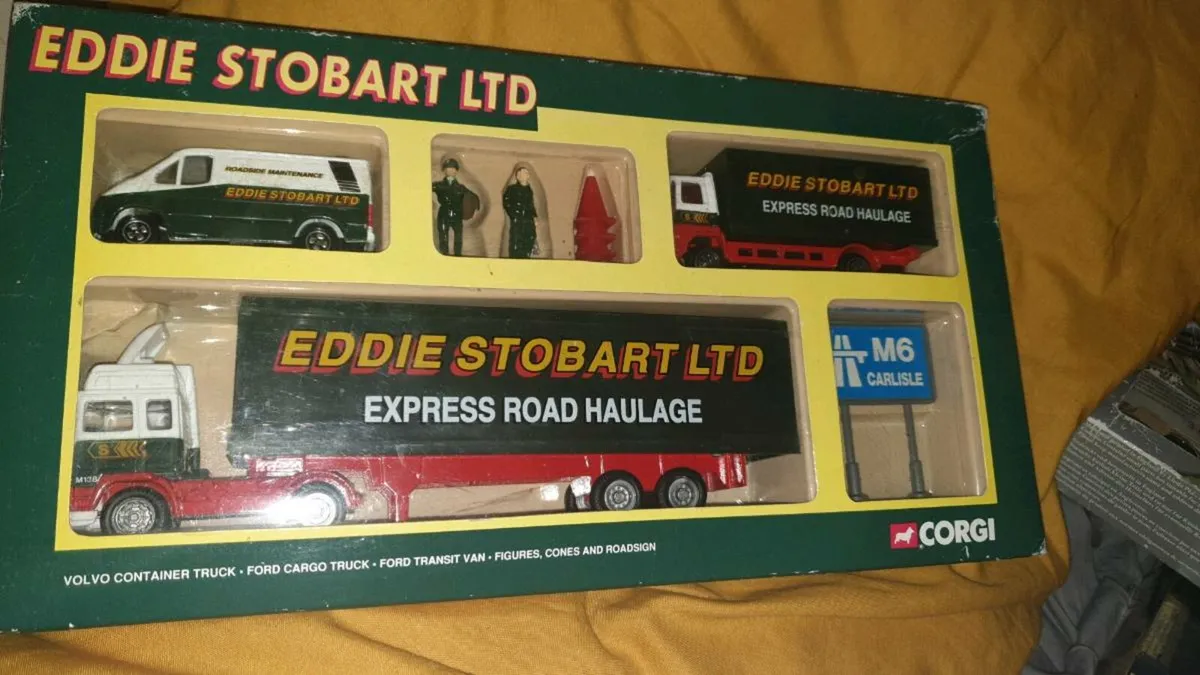 EDDIE STOBART LTD
ROADSIDE MAINTENANCE
EDDIE STOBART LTD
EDDIE STOBART LTD
EXPRESS ROAD HAULAGE
EDDIE STOBART LTD
EXPRESS ROAD HAULAGE
S
M6
CARLISLE
CORGI
VOLVO CONTAINER TRUCK • FORD CARGO TRUCK • FORD TRANSIT VAN • FIGURES, CONES AND ROADSIGN